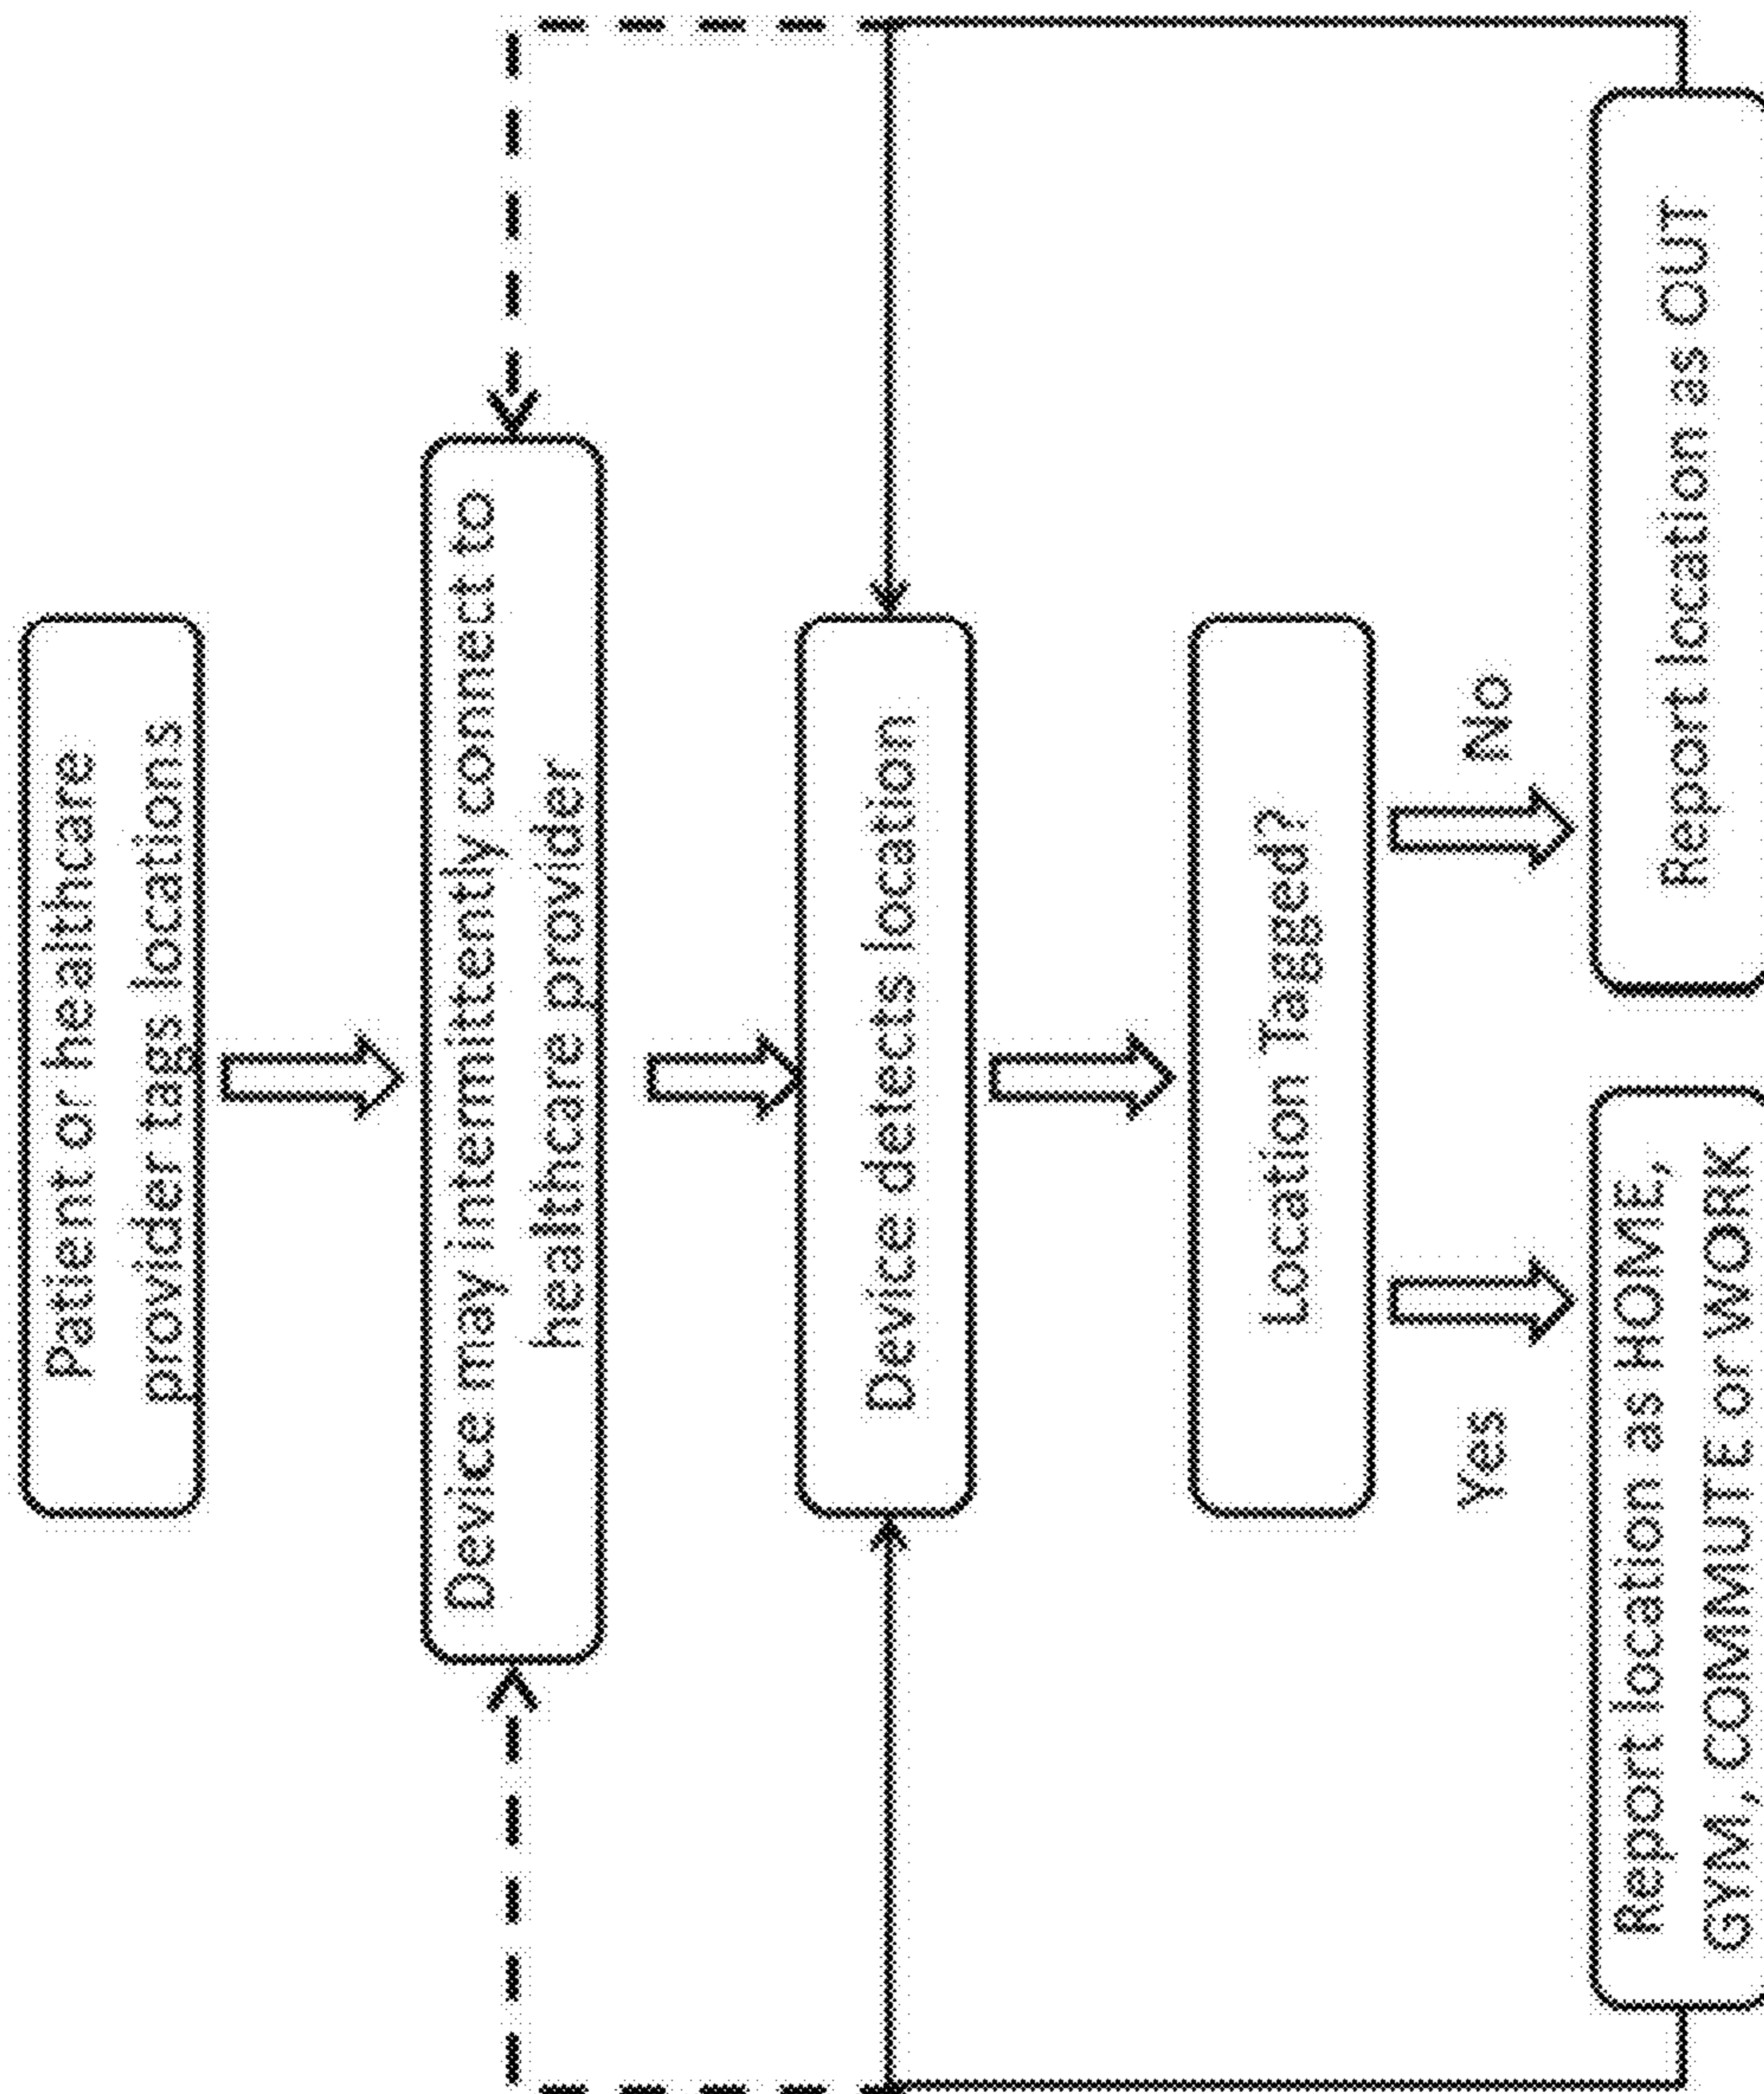 Patient or healthcare
provider tags locations
Device may intermittently connect to
healthcare provider
Device detects location
Location Tagged?
Yes
No
Report location as HOME,
GYM, COMMUTE or WORK
Report location as OUT